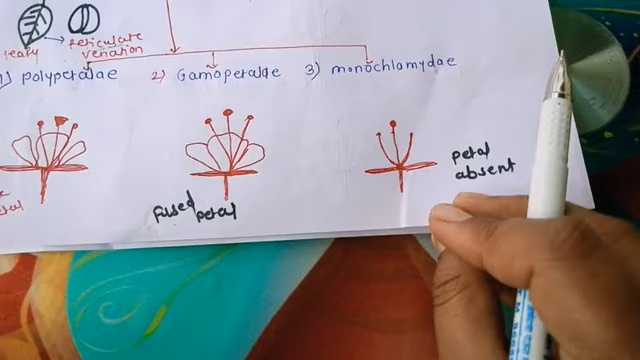 leafy
reticulate
venation
1) polypetalae
2) Gamopetalae
3) monochlamydae
petal
absent
fused petal